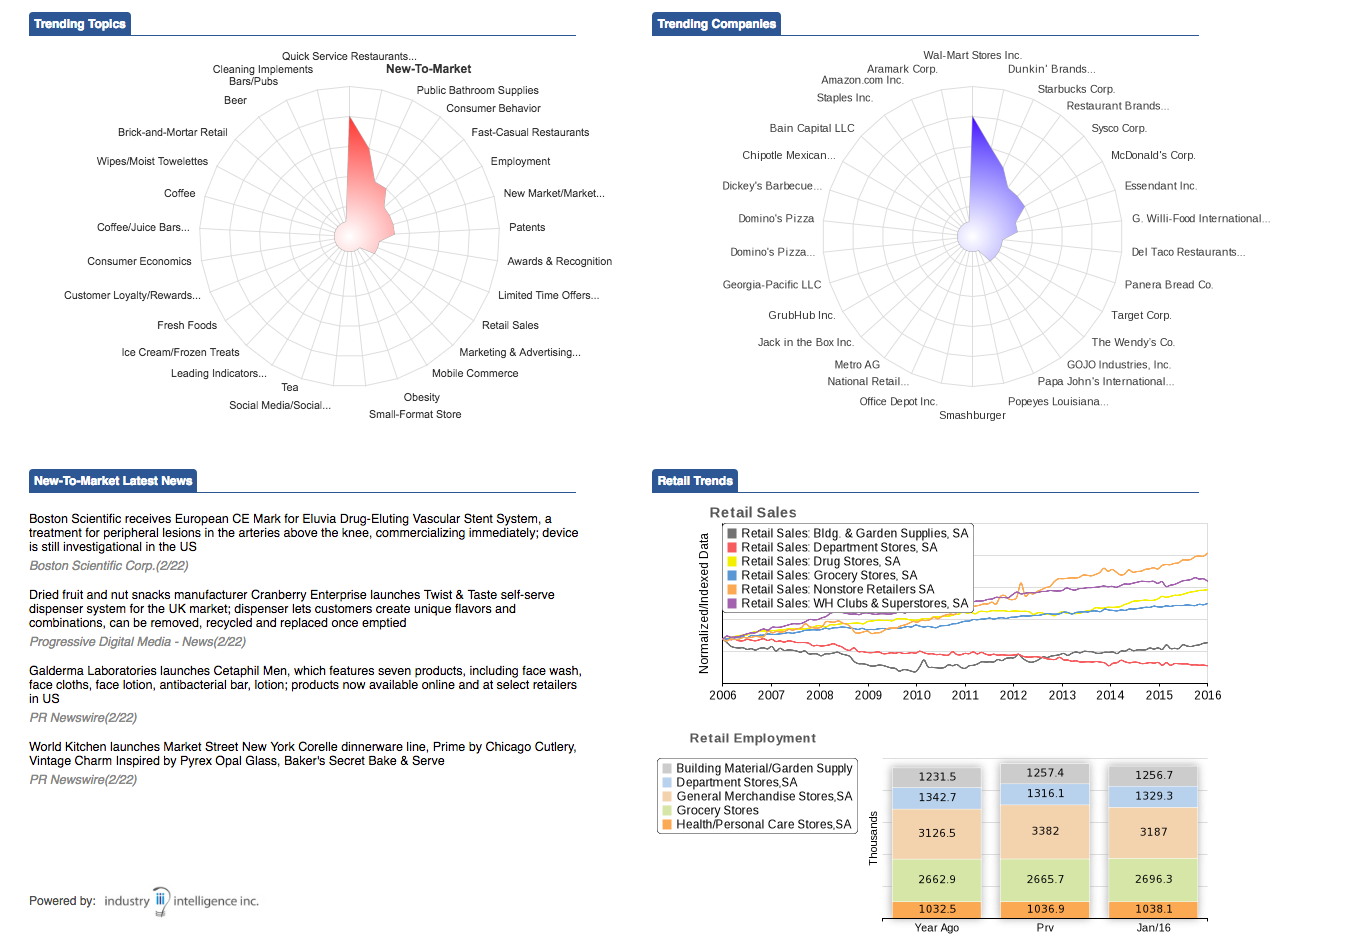 Trending Topics
Quick Service Restaurants...
New-To-Market
Public Bathroom Supplies
Consumer Behavior
Fast-Casual Restaurants
Employment
New Market/Market...
Patents
Awards & Recognition
Limited Time Offers...
Retail Sales
Marketing & Advertising...
Mobile Commerce
Obesity
Small-Format Store
Social Media/Social...
Tea
Leading Indicators...
Ice Cream/Frozen Treats
Fresh Foods
Customer Loyalty/Rewards...
Consumer Economics
Coffee/Juice Bars...
Coffee
Wipes/Moist Towelettes
Brick-and-Mortar Retail
Beer
Bars/Pubs
Cleaning Implements
Trending Companies
Wal-Mart Stores Inc.
Dunkin' Brands...
Starbucks Corp.
Restaurant Brands...
Sysco Corp.
McDonald's Corp.
Essendant Inc.
G. Willi-Food International...
Del Taco Restaurants...
Panera Bread Co.
Target Corp.
The Wendy's Co.
GOJO Industries, Inc.
Papa John's International...
Popeyes Louisiana...
Smashburger
Office Depot Inc.
National Retail...
Metro AG
Jack in the Box Inc.
GrubHub Inc.
Georgia-Pacific LLC
Domino's Pizza...
Domino's Pizza
Dickey's Barbecue...
Chipotle Mexican...
Bain Capital LLC
Staples Inc.
Amazon.com Inc.
Aramark Corp.
New-To-Market Latest News
Boston Scientific receives European CE Mark for Eluvia Drug-Eluting Vascular Stent System, a
treatment for peripheral lesions in the arteries above the knee, commercializing immediately; device
is still investigational in the US
Boston Scientific Corp.(2/22)
Dried fruit and nut snacks manufacturer Cranberry Enterprise launches Twist & Taste self-serve
dispenser system for the UK market; dispenser lets customers create unique flavors and
combinations, can be removed, recycled and replaced once emptied
Progressive Digital Media - News(2/22)
Galderma Laboratories launches Cetaphil Men, which features seven products, including face wash,
face cloths, face lotion, antibacterial bar, lotion; products now available online and at select retailers
in US
PR Newswire(2/22)
World Kitchen launches Market Street New York Corelle dinnerware line, Prime by Chicago Cutlery,
Vintage Charm Inspired by Pyrex Opal Glass, Baker's Secret Bake & Serve
PR Newswire(2/22)
Powered by: industry iii intelligence inc.
Retail Trends
Retail Sales
Normalized/Indexed Data
Retail Sales: Bldg. & Garden Supplies, SA
Retail Sales: Department Stores, SA
Retail Sales: Drug Stores, SA
Retail Sales: Grocery Stores, SA
Retail Sales: Nonstore Retailers SA
Retail Sales: WH Clubs & Superstores, SA
2006 2007 2008 2009 2010 2011 2012 2013 2014 2015 2016
Retail Employment
Building Material/Garden Supply
Department Stores,SA
General Merchandise Stores,SA
Grocery Stores
Health/Personal Care Stores,SA
Thousands
1231.5 1257.4 1256.7
1342.7 1316.1 1329.3
3126.5 3382 3187
2662.9 2665.7 2696.3
1032.5 1036.9 1038.1
Year Ago Prv Jan/16